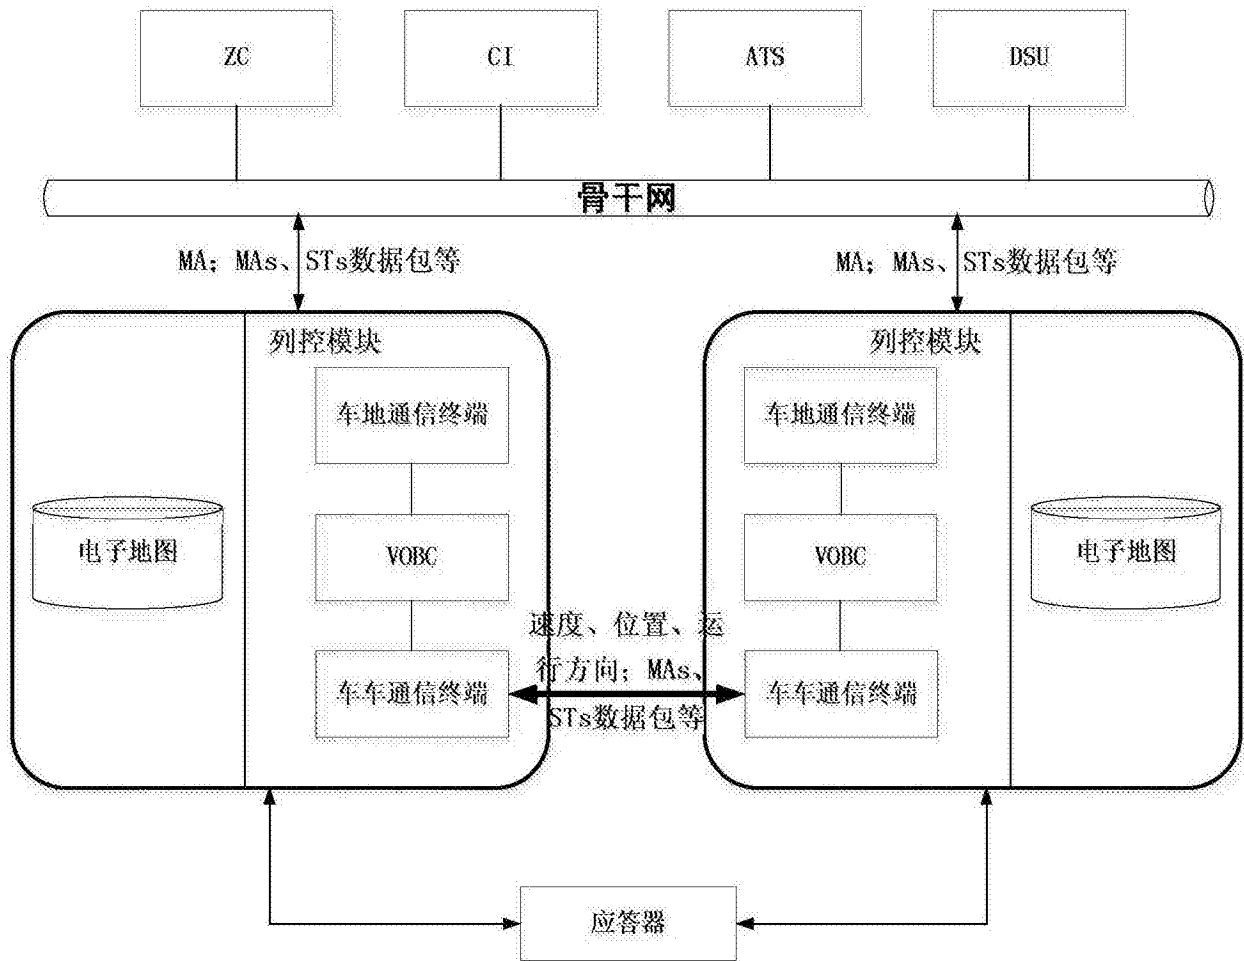 ZC
CI
ATS
DSU
骨干网
MA；MAs、STs数据包等
MA；MAs、STs数据包等
列控模块
列控模块
车地通信终端
车地通信终端
电子地图
VOBC
VOBC
电子地图
速度、位置、运
行方向；MAs、
STs数据包等
车车通信终端
车车通信终端
应答器